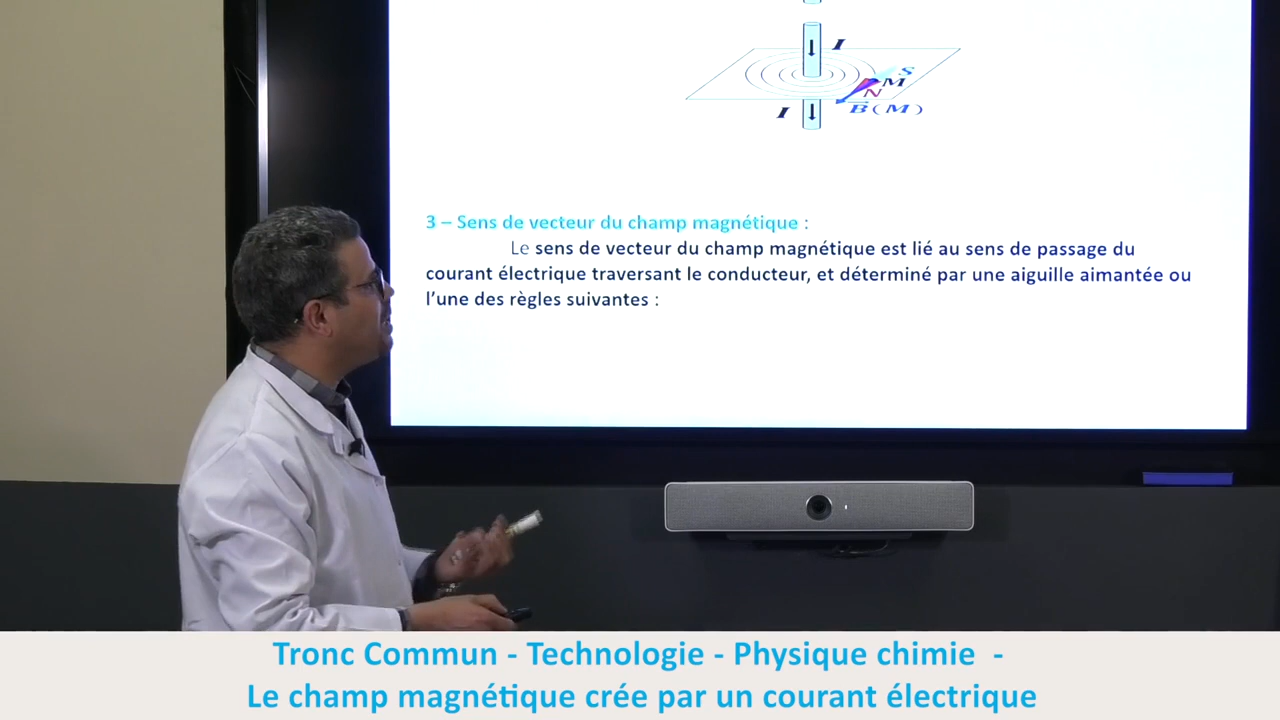 I
S
M
N
I
B(M)
3 – Sens de vecteur du champ magnétique :
Le sens de vecteur du champ magnétique est lié au sens de passage du
courant électrique traversant le conducteur, et déterminé par une aiguille aimantée ou
l'une des règles suivantes :
Tronc Commun - Technologie - Physique chimie -
Le champ magnétique crée par un courant électrique